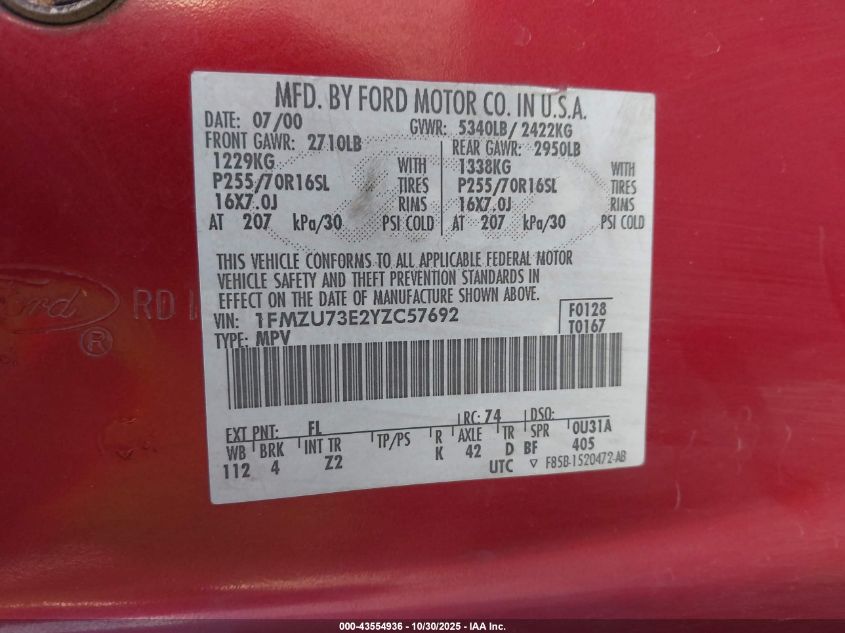 MFD. BY FORD MOTOR CO. IN U.S.A.
DATE: 07/00 GVWR: 5340LB/ 2422KG
FRONT GAWR: 2710LB REAR GAWR: 2950LB
1229KG WITH 1338KG WITH
P255/70R16SL TIRES P255/70R16SL TIRES
16X7.0J RIMS 16X7.0J RIMS
AT 207 kPa/30 PSI COLD AT 207 kPa/30 PSI COLD
THIS VEHICLE CONFORMS TO ALL APPLICABLE FEDERAL MOTOR
VEHICLE SAFETY AND THEFT PREVENTION STANDARDS IN
EFFECT ON THE DATE OF MANUFACTURE SHOWN ABOVE.
VIN: 1FMZU73E2YZC57692 F0128
TYPE: MPV T0167
EXT PNT: FL RC: 74 DSO:
WB BRK INT TR TP/PS R AXLE TR SPR 0U31A
112 4 Z2 K 42 D BF 405
UTC ▽ F85B-1520472-AB
Ford RD
000-43554936 - 10/30/2025 - IAA Inc.